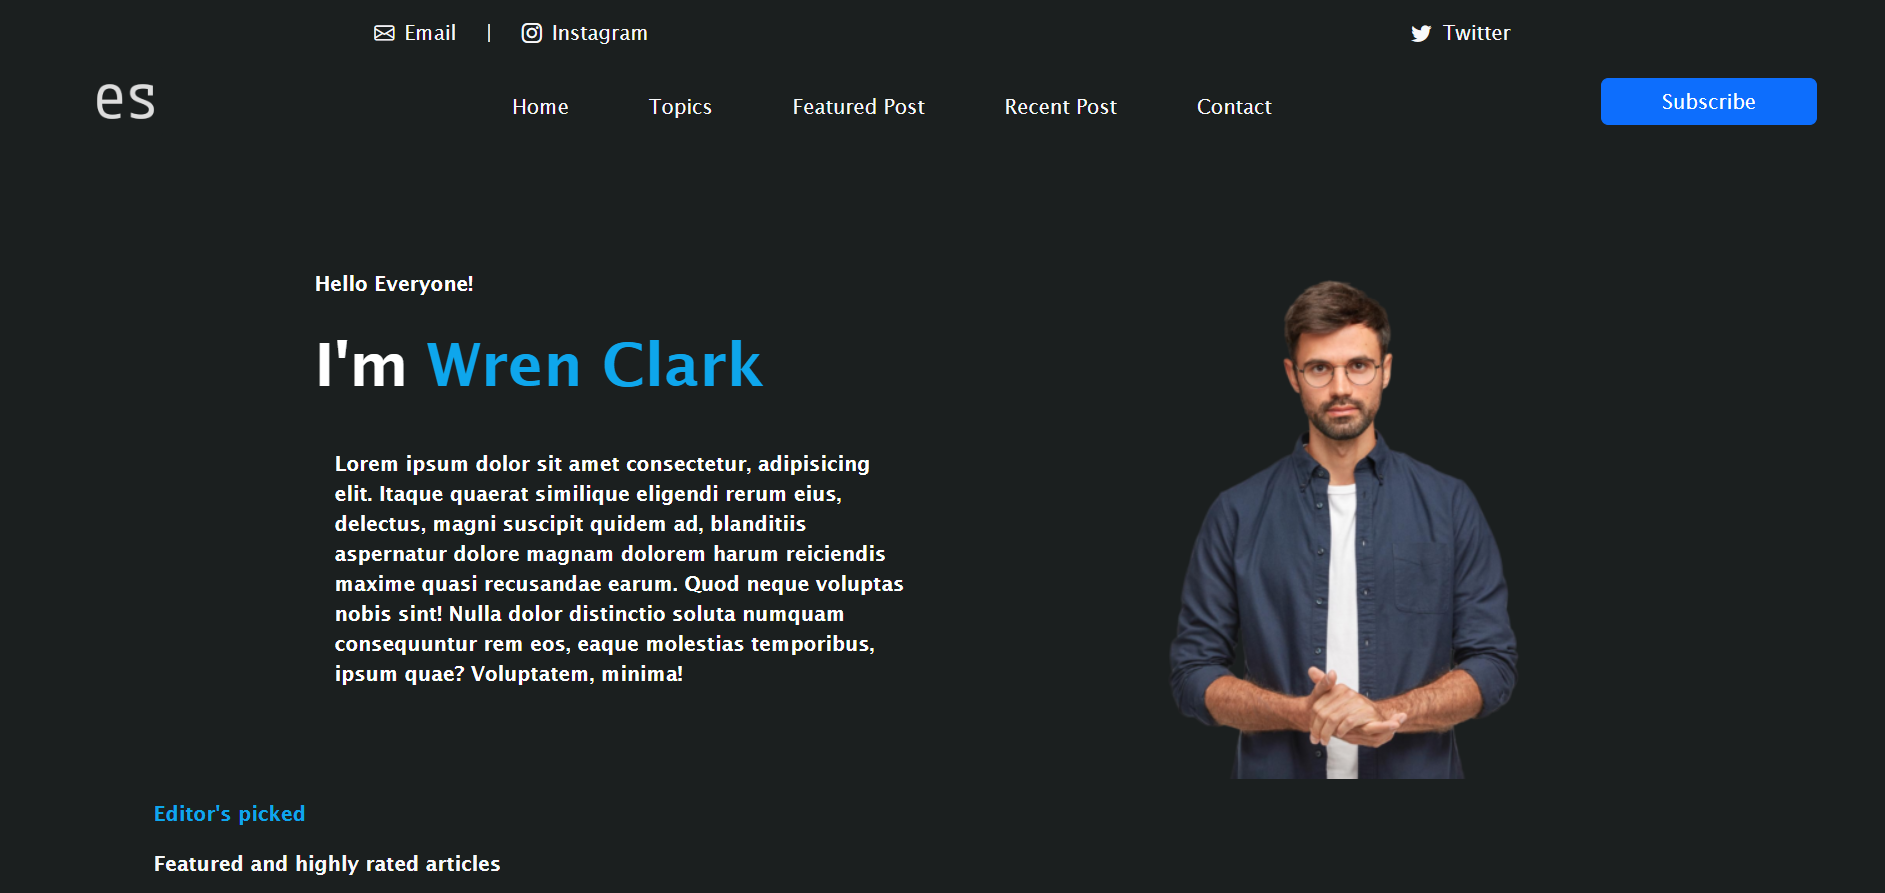 Email | Instagram Twitter
es
Home Topics Featured Post Recent Post Contact Subscribe
Hello Everyone!
I'm Wren Clark
Lorem ipsum dolor sit amet consectetur, adipisicing
elit. Itaque quaerat similique eligendi rerum eius,
delectus, magni suscipit quidem ad, blanditiis
aspernatur dolore magnam dolorem harum reiciendis
maxime quasi recusandae earum. Quod neque voluptas
nobis sint! Nulla dolor distinctio soluta numquam
consequuntur rem eos, eaque molestias temporibus,
ipsum quae? Voluptatem, minima!
Editor's picked
Featured and highly rated articles